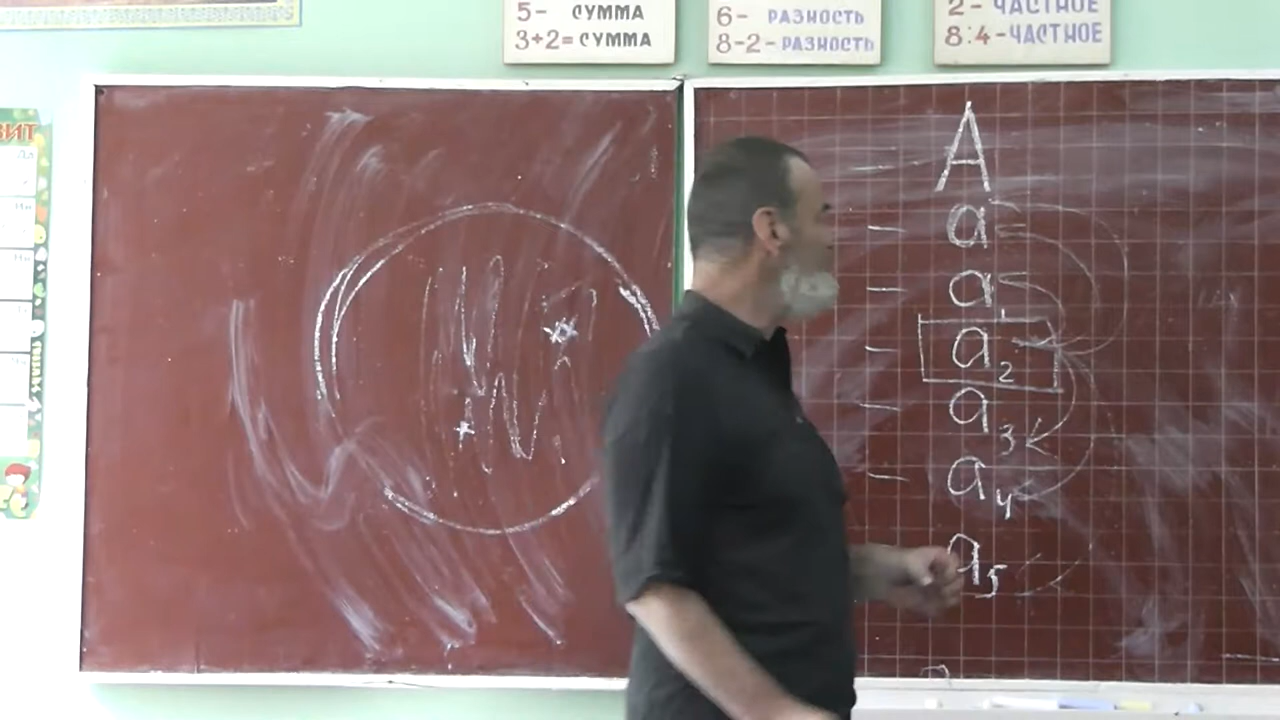 5- СУММА
3+2= СУММА
6- РАЗНОСТЬ
8-2- РАЗНОСТЬ
2- ЧАСТНОЕ
8:4-ЧАСТНОЕ
A
a
a1
a2
a3
a4
a5